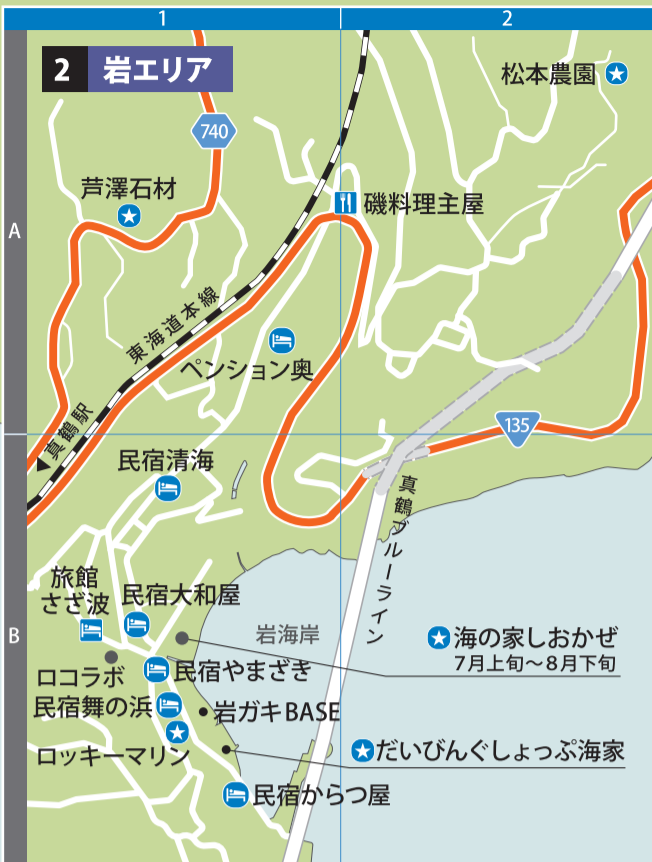 1
2
2 岩エリア
松本農園
740
芦澤石材
A
磯料理主屋
東海道本線
ペンション奥
真鶴駅
135
民宿清海
真鶴ブルーライン
旅館
さざ波
民宿大和屋
B
岩海岸
海の家しおかぜ
7月上旬～8月下旬
ロコラボ
民宿やまざき
民宿舞の浜
岩ガキBASE
ロッキーマリン
だいびんぐしょっぷ海家
民宿からつ屋